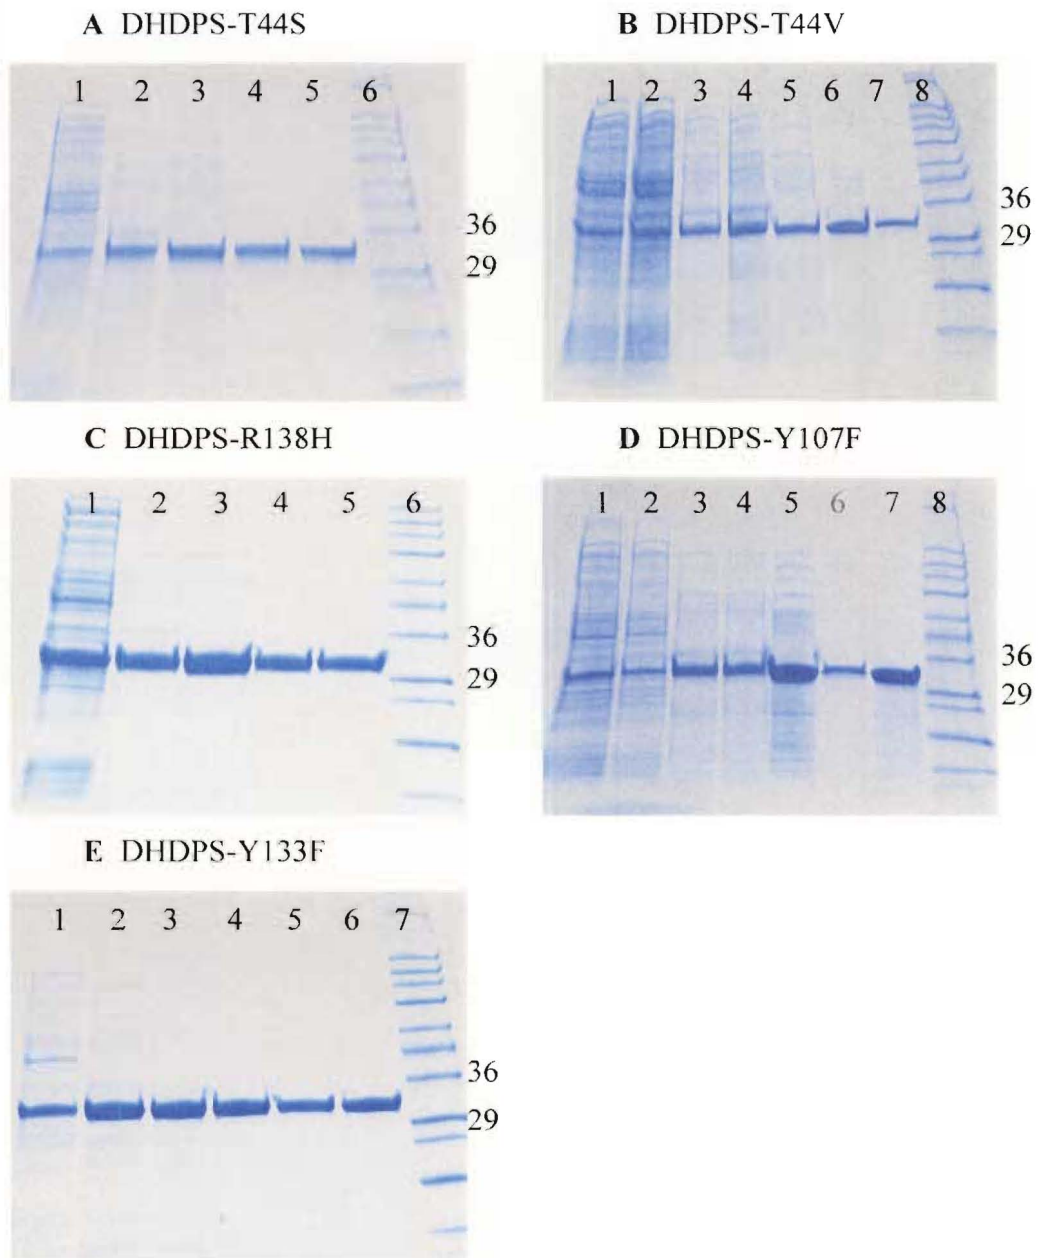 A DHDPS-T44S
1 2 3 4 5 6
36
29
B DHDPS-T44V
1 2 3 4 5 6 7 8
36
29
C DHDPS-R138H
1 2 3 4 5 6
36
29
D DHDPS-Y107F
1 2 3 4 5 6 7 8
36
29
E DHDPS-Y133F
1 2 3 4 5 6 7
36
29